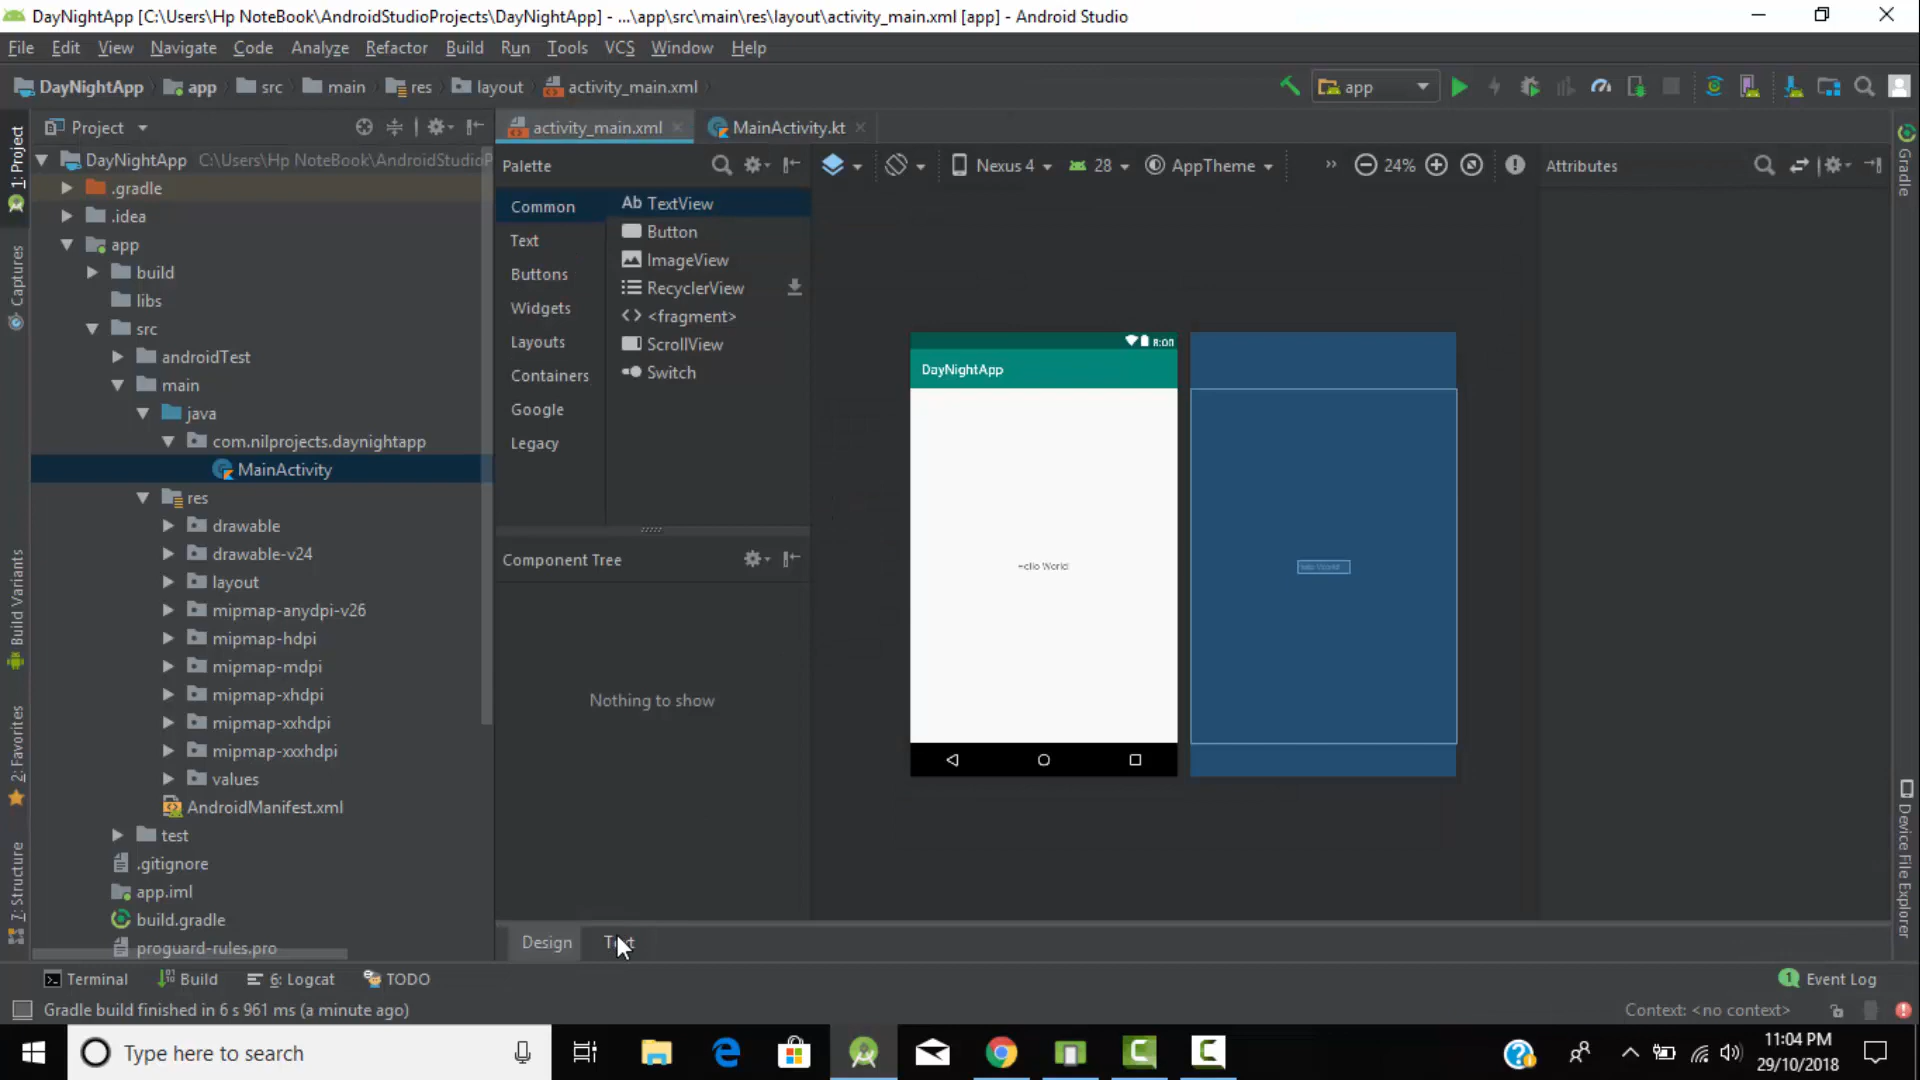 DayNightApp [C:\Users\Hp NoteBook\AndroidStudioProjects\DayNightApp] - ...\app\src\main\res\layout\activity_main.xml [app] - Android Studio
File Edit View Navigate Code Analyze Refactor Build Run Tools VCS Window Help
DayNightApp app src main res layout activity_main.xml
app
Project
activity_main.xml
MainActivity.kt
1: Project
Captures
Build Variants
2: Favorites
7: Structure
DayNightApp C:\Users\Hp NoteBook\AndroidStudioP
.gradle
.idea
app
build
libs
src
androidTest
main
java
com.nilprojects.daynightapp
MainActivity
res
drawable
drawable-v24
layout
mipmap-anydpi-v26
mipmap-hdpi
mipmap-mdpi
mipmap-xhdpi
mipmap-xxhdpi
mipmap-xxxhdpi
values
AndroidManifest.xml
test
.gitignore
app.iml
build.gradle
proguard-rules.pro
Palette
Common
Text
Buttons
Widgets
Layouts
Containers
Google
Legacy
Ab TextView
Button
ImageView
RecyclerView
<fragment>
ScrollView
Switch
Component Tree
Nothing to show
Nexus 4
28
AppTheme
24%
Attributes
8:00
DayNightApp
Hello World
Gradle
Device File Explorer
Design
Terminal
Build
6: Logcat
TODO
1 Event Log
Gradle build finished in 6 s 961 ms (a minute ago)
Context: <no context>
Type here to search
11:04 PM
29/10/2018